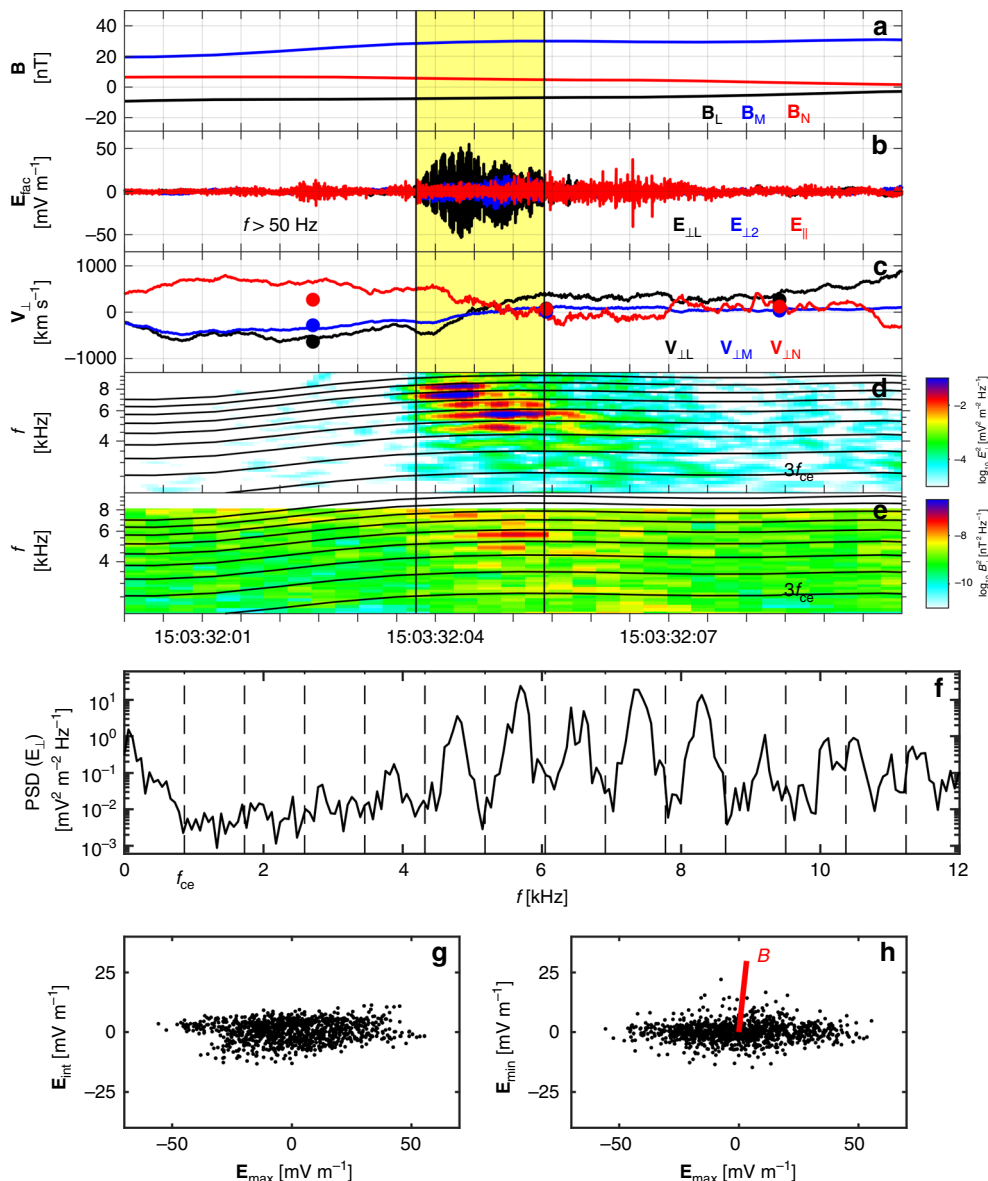 a
40
20
0
−20
B
[nT]
B_L B_M B_N
b
50
0
−50
E_fac
[mV m⁻¹]
f > 50 Hz
E_⊥L E_⊥2 E_||
c
1000
0
−1000
V_⊥
[km s⁻¹]
V_⊥L V_⊥M V_⊥N
d
8
6
4
f
[kHz]
3f_ce
−2
−4
log₁₀ E² [mV² m⁻² Hz⁻¹]
e
8
6
4
f
[kHz]
3f_ce
−8
−10
log₁₀ B² [nT² Hz⁻¹]
15:03:32:01 15:03:32:04 15:03:32:07
f
10¹
10⁰
10⁻¹
10⁻²
10⁻³
PSD (E_⊥)
[mV² m⁻² Hz⁻¹]
0 2 4 6 8 10 12
f_ce
f [kHz]
g
25
0
−25
E_int [mV m⁻¹]
−50 0 50
E_max [mV m⁻¹]
h
B
25
0
−25
E_min [mV m⁻¹]
−50 0 50
E_max [mV m⁻¹]